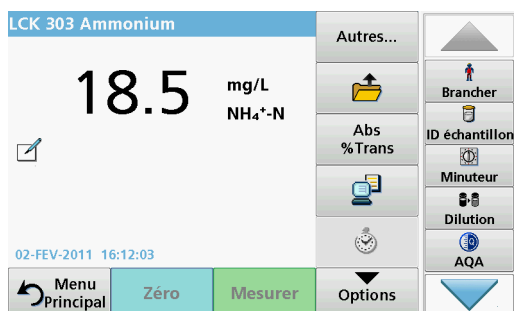 LCK 303 Ammonium
18.5
mg/L
NH₄⁺-N
02-FEV-2011 16:12:03
Menu
Principal
Zéro
Mesurer
Options
Autres...
Abs
%Trans
Brancher
ID échantillon
Minuteur
Dilution
AQA